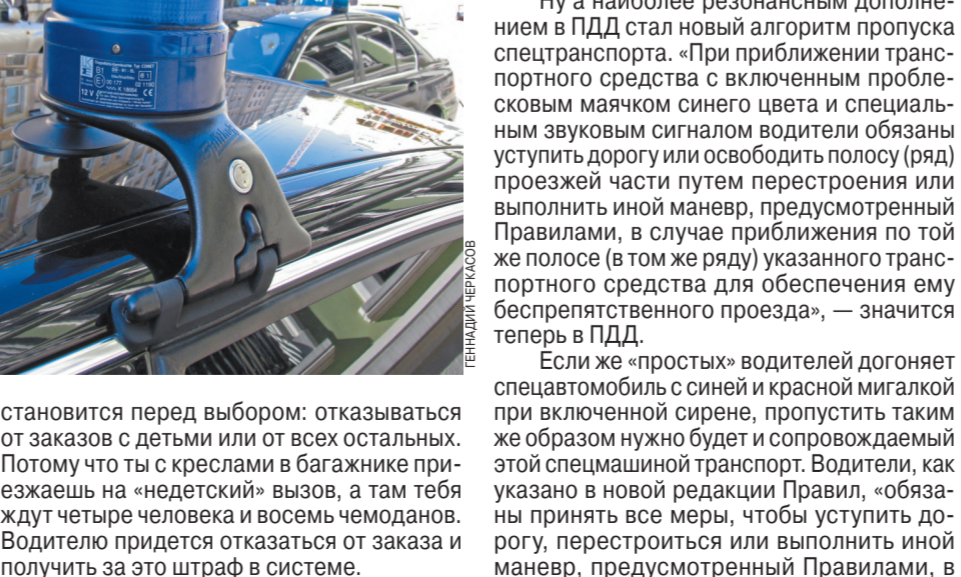 12 V
ГЕННАДИЙ ЧЕРКАСОВ
становится перед выбором: отказываться
от заказов с детьми или от всех остальных.
Потому что ты с креслами в багажнике при-
езжаешь на «недетский» вызов, а там тебя
ждут четыре человека и восемь чемоданов.
Водителю придется отказаться от заказа и
получить за это штраф в системе.
Ну а наиболее резонансным дополне-
нием в ПДД стал новый алгоритм пропуска
спецтранспорта. «При приближении транс-
портного средства с включенным пробле-
сковым маячком синего цвета и специаль-
ным звуковым сигналом водители обязаны
уступить дорогу или освободить полосу (ряд)
проезжей части путем перестроения или
выполнить иной маневр, предусмотренный
Правилами, в случае приближения по той
же полосе (в том же ряду) указанного транс-
портного средства для обеспечения ему
беспрепятственного проезда», — значится
теперь в ПДД.
Если же «простых» водителей догоняет
спецавтомобиль с синей и красной мигалкой
при включенной сирене, пропустить таким
же образом нужно будет и сопровождаемый
этой спецмашиной транспорт. Водители, как
указано в новой редакции Правил, «обяза-
ны принять все меры, чтобы уступить до-
рогу, перестроиться или выполнить иной
маневр, предусмотренный Правилами, в